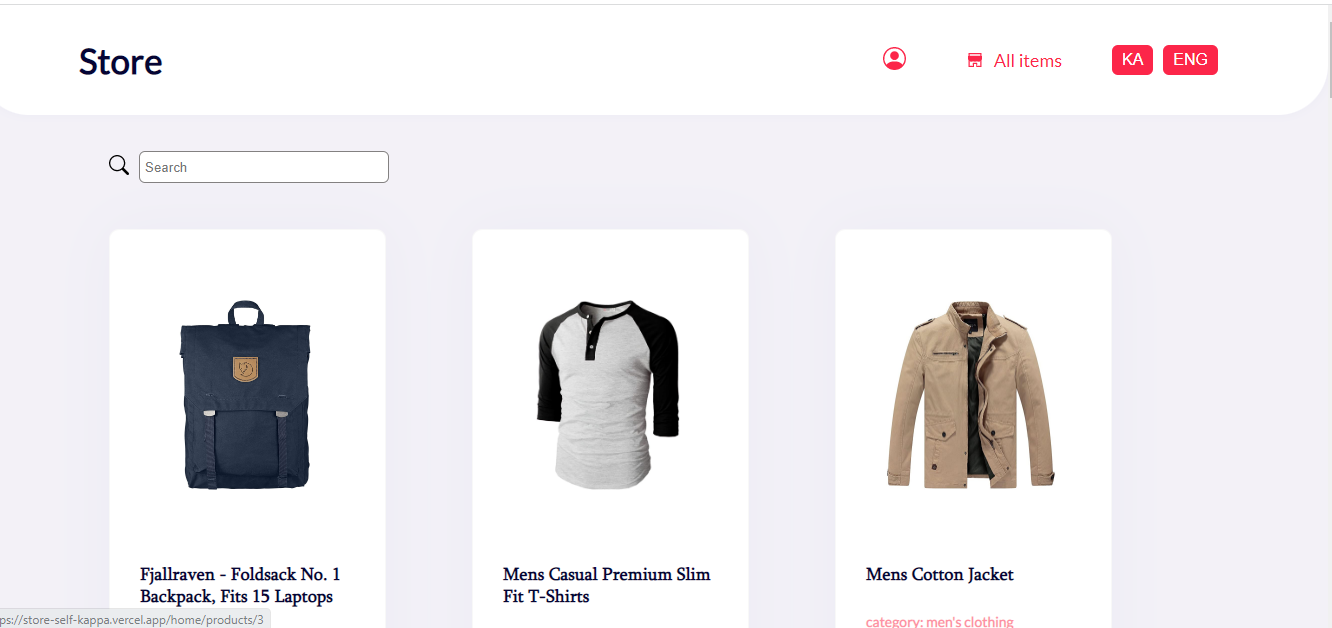 Store
All items
KA
ENG
Search
Fjallraven - Foldsack No. 1
Backpack, Fits 15 Laptops
Mens Casual Premium Slim
Fit T-Shirts
Mens Cotton Jacket
category: men's clothing
ps://store-self-kappa.vercel.app/home/products/3